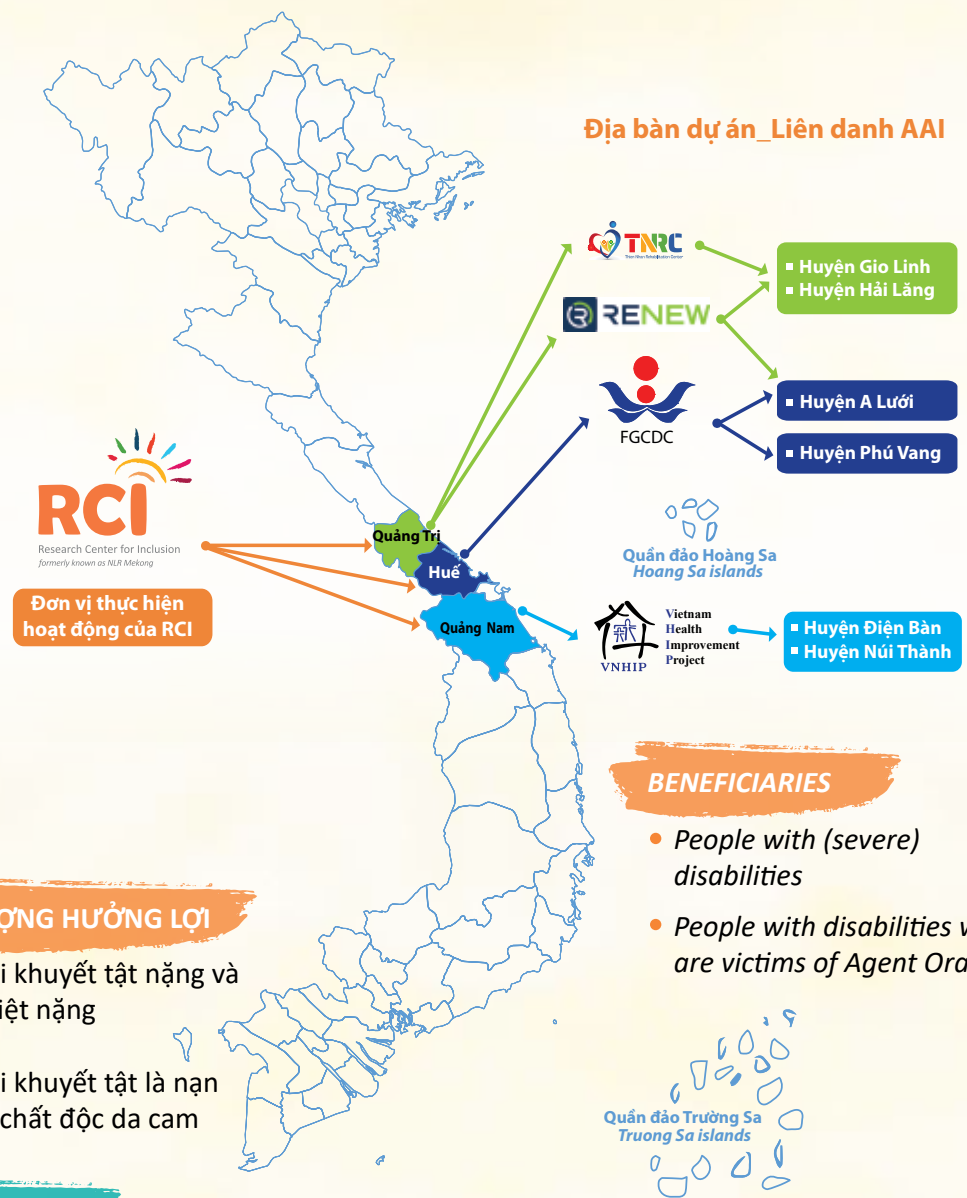 Địa bàn dự án_Liên danh AAI
TNRC
RENEW
FGCDC
Huyện Gio Linh
Huyện Hải Lăng
Huyện A Lưới
Huyện Phú Vang
RCI
Research Center for Inclusion
formerly known as NLR Mekong
Đơn vị thực hiện
hoạt động của RCI
Quảng Trị
Huế
Quảng Nam
Quần đảo Hoàng Sa
Hoang Sa islands
VNHIP
Vietnam
Health
Improvement
Project
Huyện Điện Bàn
Huyện Núi Thành
BENEFICIARIES
People with (severe)
disabilities
People with disabilities
are victims of Agent
HƯỞNG LỢI
khuyết tật nặng và
nặng
khuyết tật là nạn
chất độc da cam
Quần đảo Trường Sa
Truong Sa islands